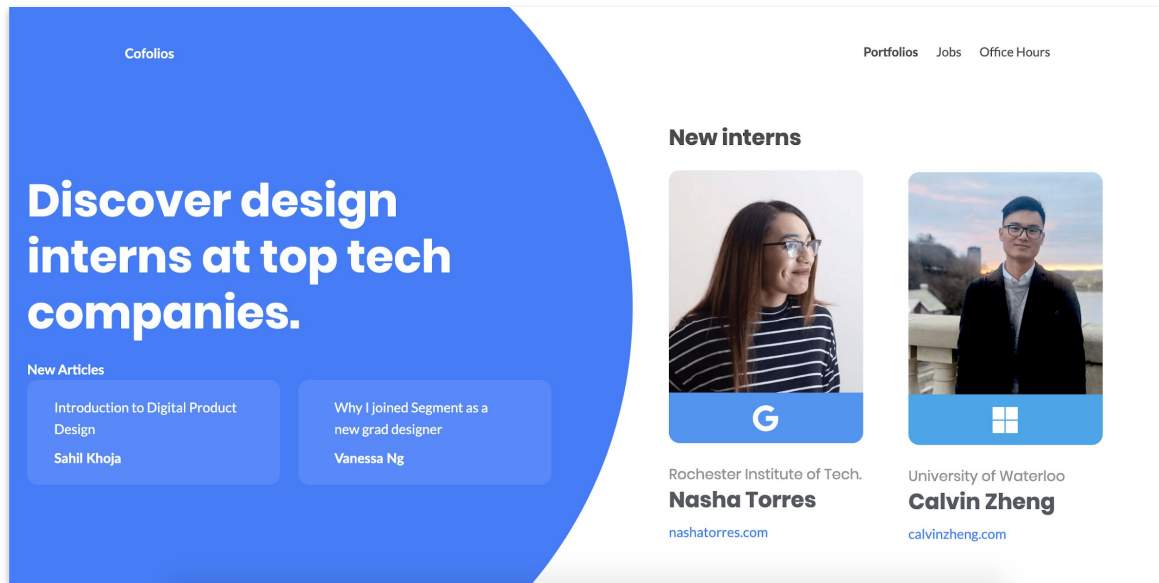 Cofolios
Portfolios Jobs Office Hours
Discover design
interns at top tech
companies.
New Articles
Introduction to Digital Product
Design
Sahil Khoja
Why I joined Segment as a
new grad designer
Vanessa Ng
New interns
G
Rochester Institute of Tech.
Nasha Torres
nashatorres.com
University of Waterloo
Calvin Zheng
calvinzheng.com